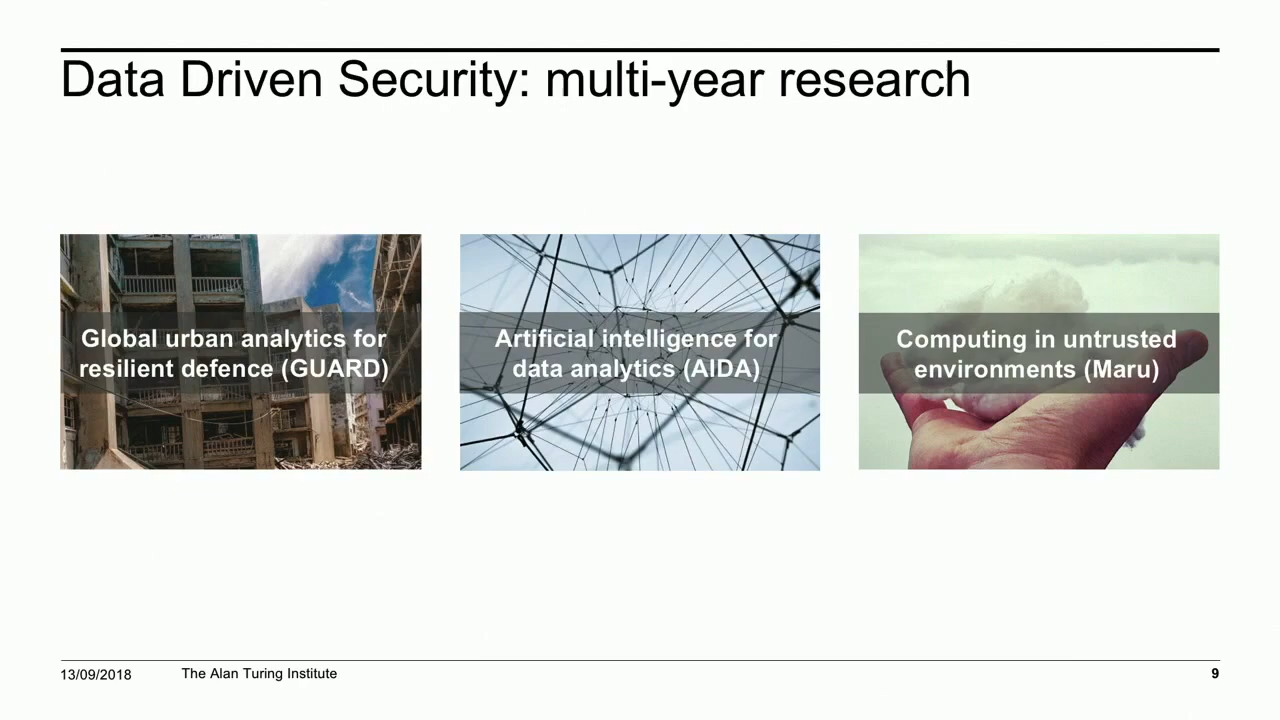 Data Driven Security: multi-year research
Global urban analytics for
resilient defence (GUARD)
Artificial intelligence for
data analytics (AIDA)
Computing in untrusted
environments (Maru)
13/09/2018
The Alan Turing Institute
9